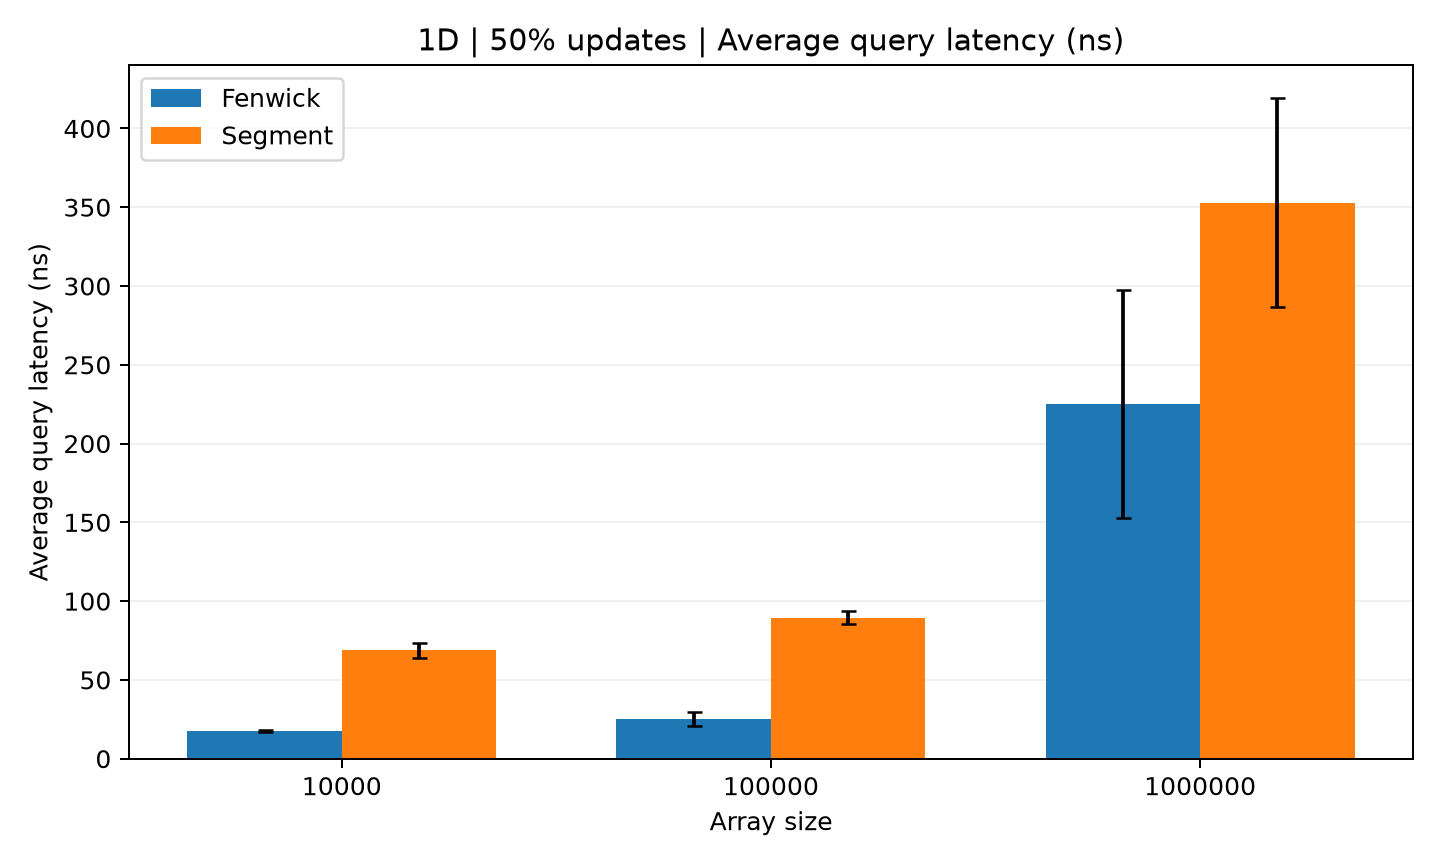 1D | 50% updates | Average query latency (ns)
Fenwick
Segment
Average query latency (ns)
400
350
300
250
200
150
100
50
0
10000 100000 1000000
Array size